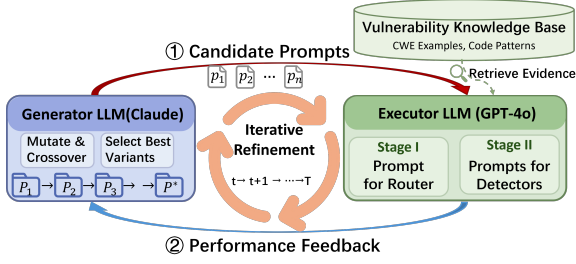 Vulnerability Knowledge Base
CWE Examples, Code Patterns
① Candidate Prompts
p1 p2 ... pn
Retrieve Evidence
Generator LLM(Claude)
Mutate & Crossover
Select Best Variants
P1 → P2 → P3 → → P*
Iterative
Refinement
t→ t+1 → ···→T
Executor LLM (GPT-4o)
Stage I
Prompt
for Router
Stage II
Prompts for
Detectors
② Performance Feedback